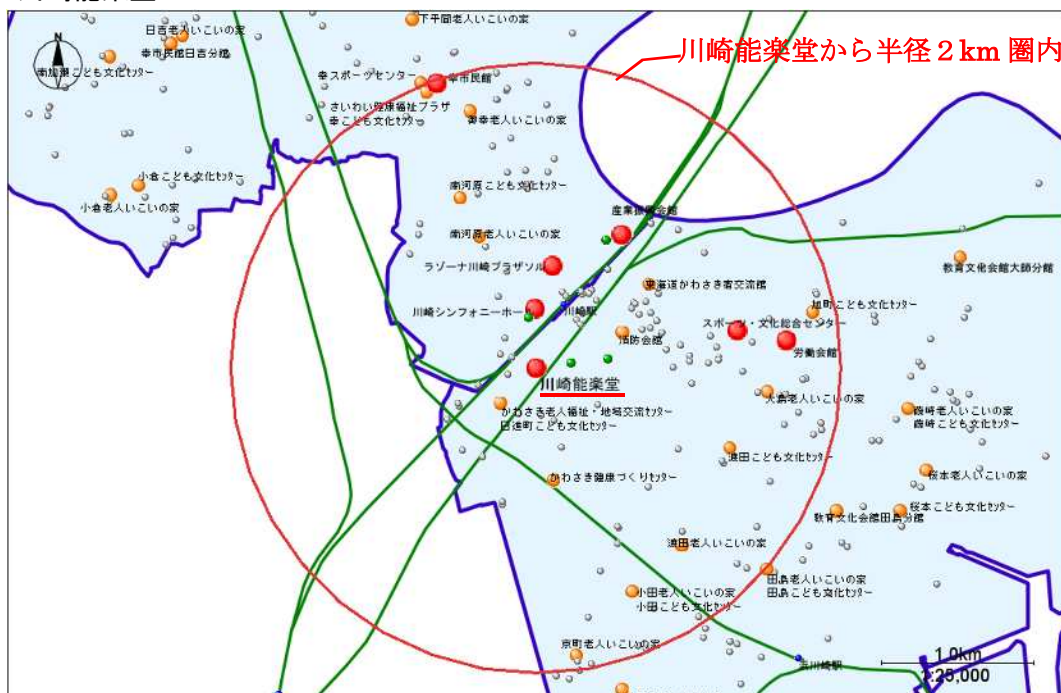 下平間老人いこいの家
日吉老人いこいの家
幸市民館日吉分館
川崎能楽堂から半径２km 圏内
N
南加瀬こども文化センター
幸スポーツセンター
幸市民館
さいわい健康福祉プラザ
幸こども文化センター
御幸老人いこいの家
小倉こども文化センター
小倉老人いこいの家
南河原こども文化センター
産業振興会館
南河原老人いこいの家
ラゾーナ川崎プラザソル
教育文化会館大師分館
東海道かわさき宿交流館
川崎シンフォニーホール
川崎駅
旭町こども文化センター
スポーツ・文化総合センター
消防会館
労働会館
川崎能楽堂
大島老人いこいの家
かわさき老人福祉・地域交流センター
日進町こども文化センター
藤崎老人いこいの家
藤崎こども文化センター
渡田こども文化センター
かわさき健康づくりセンター
桜本老人いこいの家
桜本こども文化センター
教育文化会館田島分館
渡田老人いこいの家
田島老人いこいの家
田島こども文化センター
小田老人いこいの家
小田こども文化センター
京町老人いこいの家
浜川崎駅
1.0km
1:25,000